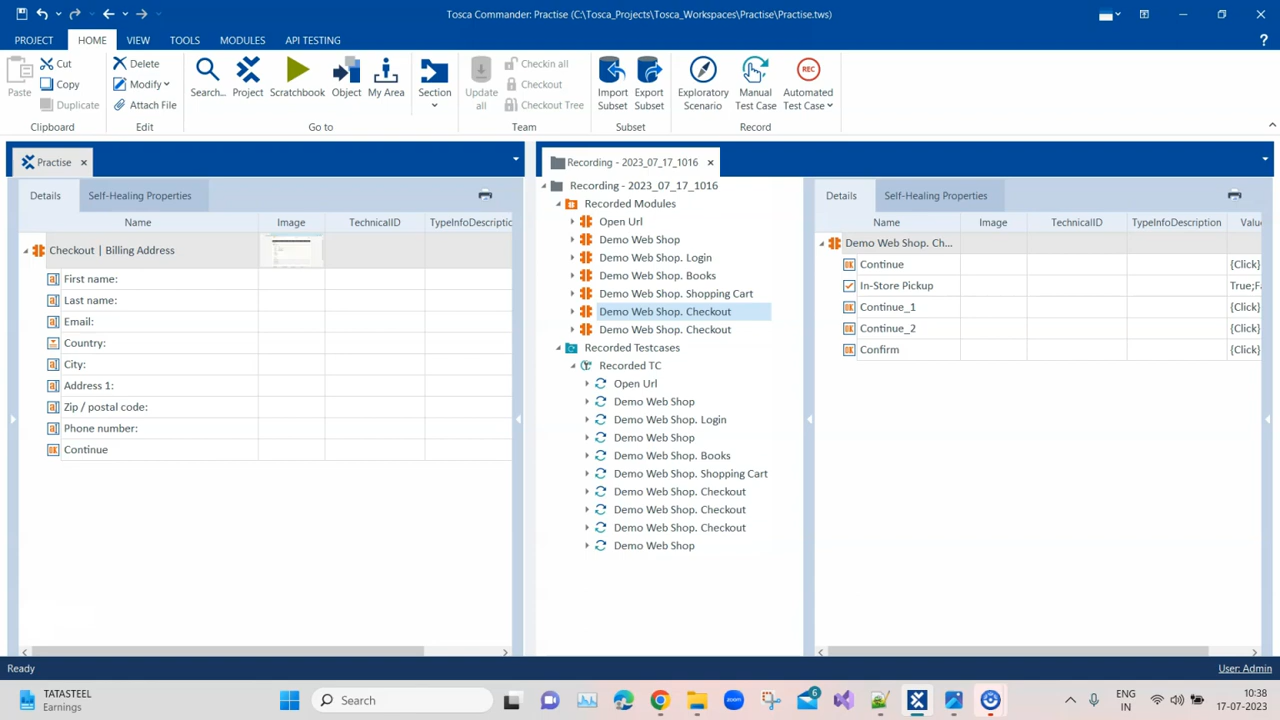 Tosca Commander: Practise (C:\Tosca_Projects\Tosca_Workspaces\Practise\Practise.tws)
PROJECT HOME VIEW TOOLS MODULES API TESTING ?
Paste
Cut
Copy
Duplicate
Clipboard
Delete
Modify
Attach File
Edit
Search... Project Scratchbook Object My Area Section
Go to
Update all
Checkin all
Checkout
Checkout Tree
Team
Import Subset
Export Subset
Subset
Exploratory Scenario
Manual Test Case
REC
Automated Test Case
Record
Practise
Details Self-Healing Properties
Name Image TechnicalID TypeInfoDescriptio
Checkout | Billing Address
First name:
Last name:
Email:
Country:
City:
Address 1:
Zip / postal code:
Phone number:
OK Continue
Recording - 2023_07_17_1016
Recording - 2023_07_17_1016
Recorded Modules
Open Url
Demo Web Shop
Demo Web Shop. Login
Demo Web Shop. Books
Demo Web Shop. Shopping Cart
Demo Web Shop. Checkout
Demo Web Shop. Checkout
Recorded Testcases
Recorded TC
Open Url
Demo Web Shop
Demo Web Shop. Login
Demo Web Shop
Demo Web Shop. Books
Demo Web Shop. Shopping Cart
Demo Web Shop. Checkout
Demo Web Shop. Checkout
Demo Web Shop. Checkout
Demo Web Shop
Details Self-Healing Properties
Name Image TechnicalID TypeInfoDescription Value
Demo Web Shop. Ch...
OK Continue {Click}
In-Store Pickup True;Fa
OK Continue_1 {Click}
OK Continue_2 {Click}
OK Confirm {Click}
Ready User: Admin
TATASTEEL
Earnings
Search
6
ENG
IN
10:38
17-07-2023